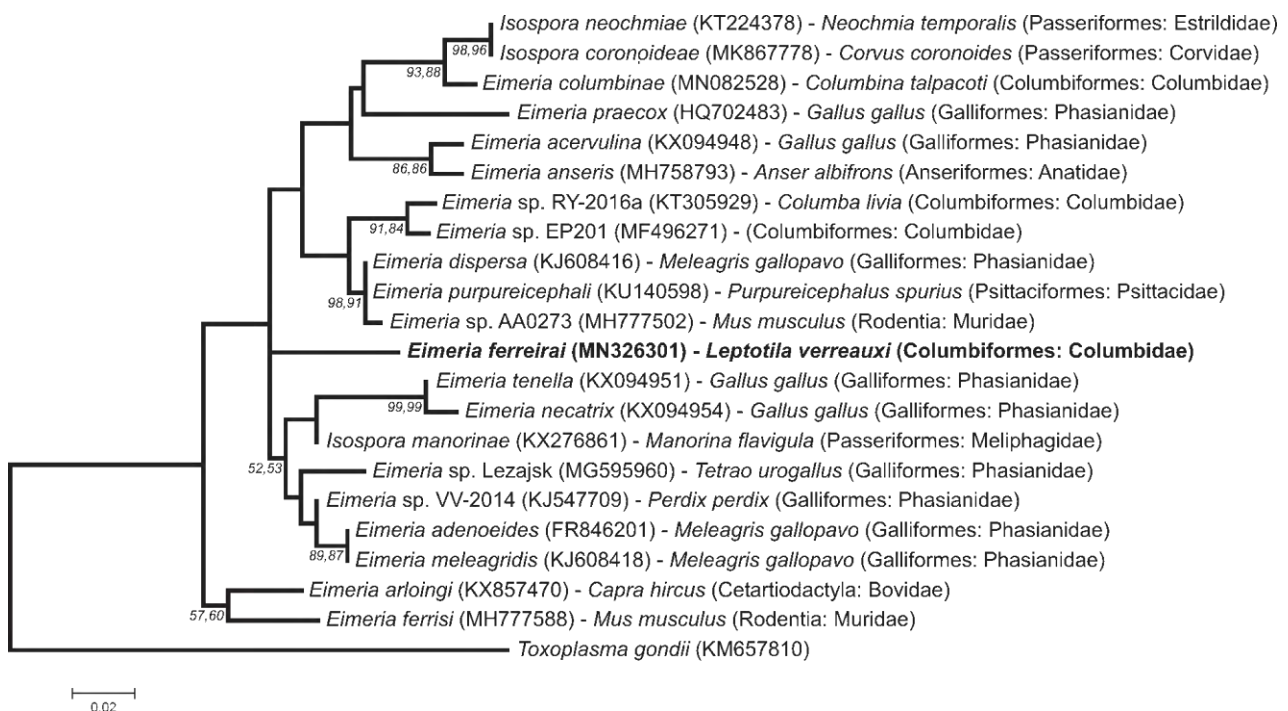 Isospora neochmiae (KT224378) - Neochmia temporalis (Passeriformes: Estrildidae)
98,96
Isospora coronoideae (MK867778) - Corvus coronoides (Passeriformes: Corvidae)
93,88
Eimeria columbinae (MN082528) - Columbina talpacoti (Columbiformes: Columbidae)
Eimeria praecox (HQ702483) - Gallus gallus (Galliformes: Phasianidae)
Eimeria acervulina (KX094948) - Gallus gallus (Galliformes: Phasianidae)
86,86
Eimeria anseris (MH758793) - Anser albifrons (Anseriformes: Anatidae)
Eimeria sp. RY-2016a (KT305929) - Columba livia (Columbiformes: Columbidae)
91,84
Eimeria sp. EP201 (MF496271) - (Columbiformes: Columbidae)
Eimeria dispersa (KJ608416) - Meleagris gallopavo (Galliformes: Phasianidae)
Eimeria purpureicephali (KU140598) - Purpureicephalus spurius (Psittaciformes: Psittacidae)
98,91
Eimeria sp. AA0273 (MH777502) - Mus musculus (Rodentia: Muridae)
Eimeria ferreirai (MN326301) - Leptotila verreauxi (Columbiformes: Columbidae)
Eimeria tenella (KX094951) - Gallus gallus (Galliformes: Phasianidae)
99,99
Eimeria necatrix (KX094954) - Gallus gallus (Galliformes: Phasianidae)
Isospora manorinae (KX276861) - Manorina flavigula (Passeriformes: Meliphagidae)
52,53
Eimeria sp. Lezajsk (MG595960) - Tetrao urogallus (Galliformes: Phasianidae)
Eimeria sp. VV-2014 (KJ547709) - Perdix perdix (Galliformes: Phasianidae)
Eimeria adenoeides (FR846201) - Meleagris gallopavo (Galliformes: Phasianidae)
89,87
Eimeria meleagridis (KJ608418) - Meleagris gallopavo (Galliformes: Phasianidae)
Eimeria arloingi (KX857470) - Capra hircus (Cetartiodactyla: Bovidae)
57,60
Eimeria ferrisi (MH777588) - Mus musculus (Rodentia: Muridae)
Toxoplasma gondii (KM657810)
0.02